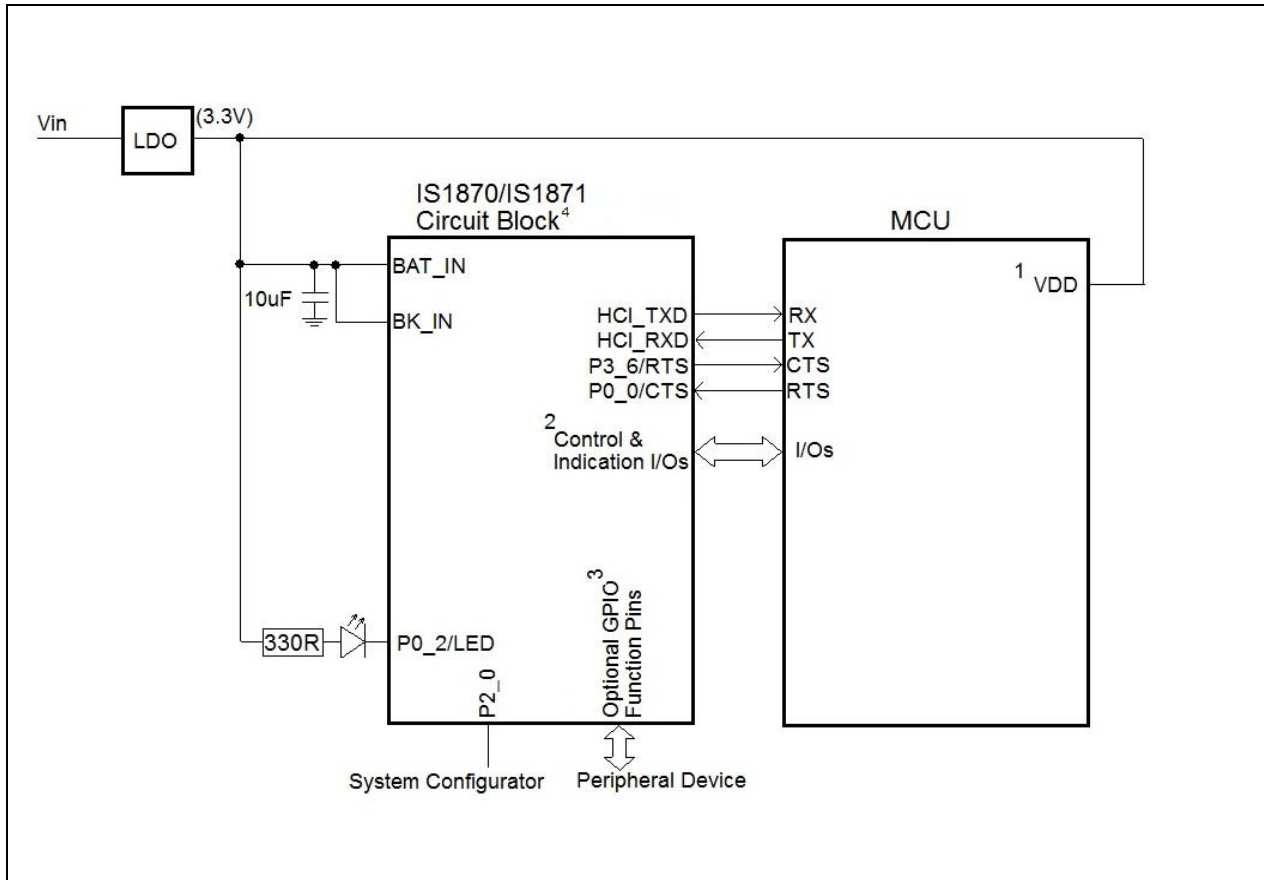 Vin
LDO
(3.3V)
IS1870/IS1871
Circuit Block4
MCU
BAT_IN
1
VDD
10uF
BK_IN
HCI_TXD
RX
HCI_RXD
TX
P3_6/RTS
CTS
P0_0/CTS
RTS
2
Control &
Indication I/Os
I/Os
3
Optional GPIO
Function Pins
330R
P0_2/LED
P2_0
System Configurator
Peripheral Device